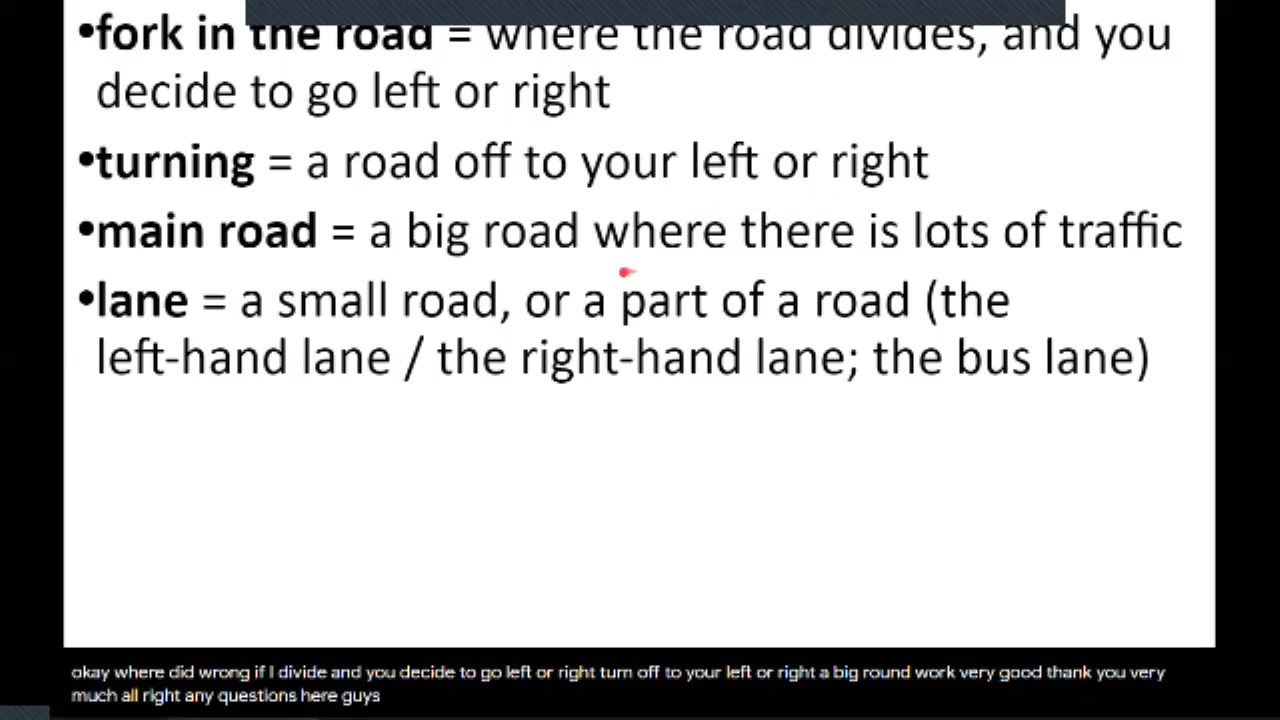 •fork in the road = where the road divides, and you
decide to go left or right
•turning = a road off to your left or right
•main road = a big road where there is lots of traffic
•lane = a small road, or a part of a road (the
left-hand lane / the right-hand lane; the bus lane)
okay where did wrong if I divide and you decide to go left or right turn off to your left or right a big round work very good thank you very
much all right any questions here guys